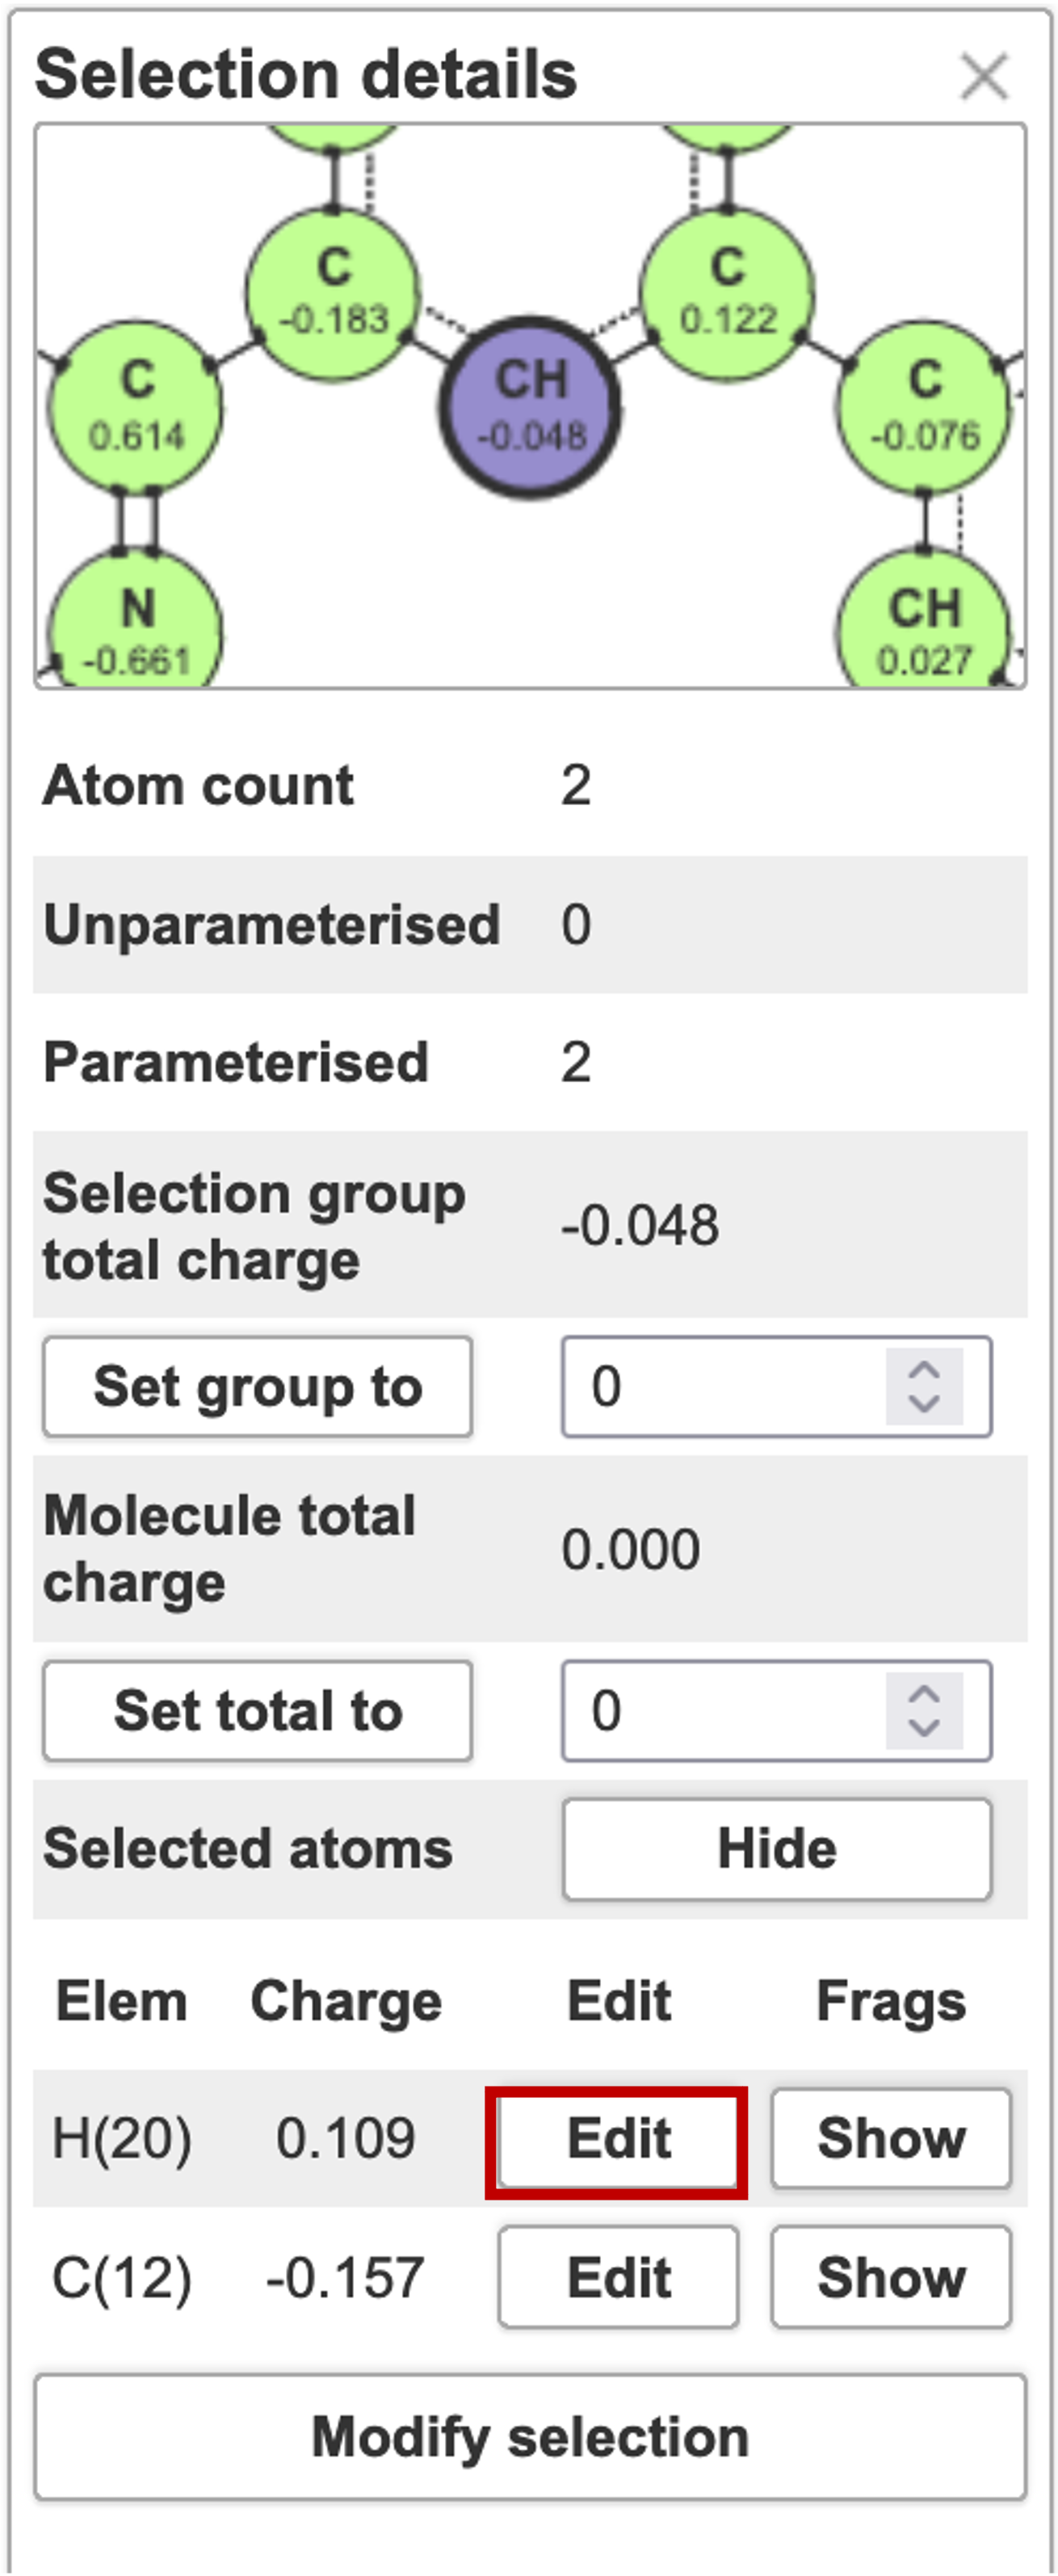 Selection details
C
-0.183
C
0.122
C
0.614
CH
-0.048
C
-0.076
N
-0.661
CH
0.027
Atom count 2
Unparameterised 0
Parameterised 2
Selection group
total charge
-0.048
Set group to 0
Molecule total
charge
0.000
Set total to 0
Selected atoms Hide
Elem Charge Edit Frags
H(20) 0.109 Edit Show
C(12) -0.157 Edit Show
Modify selection